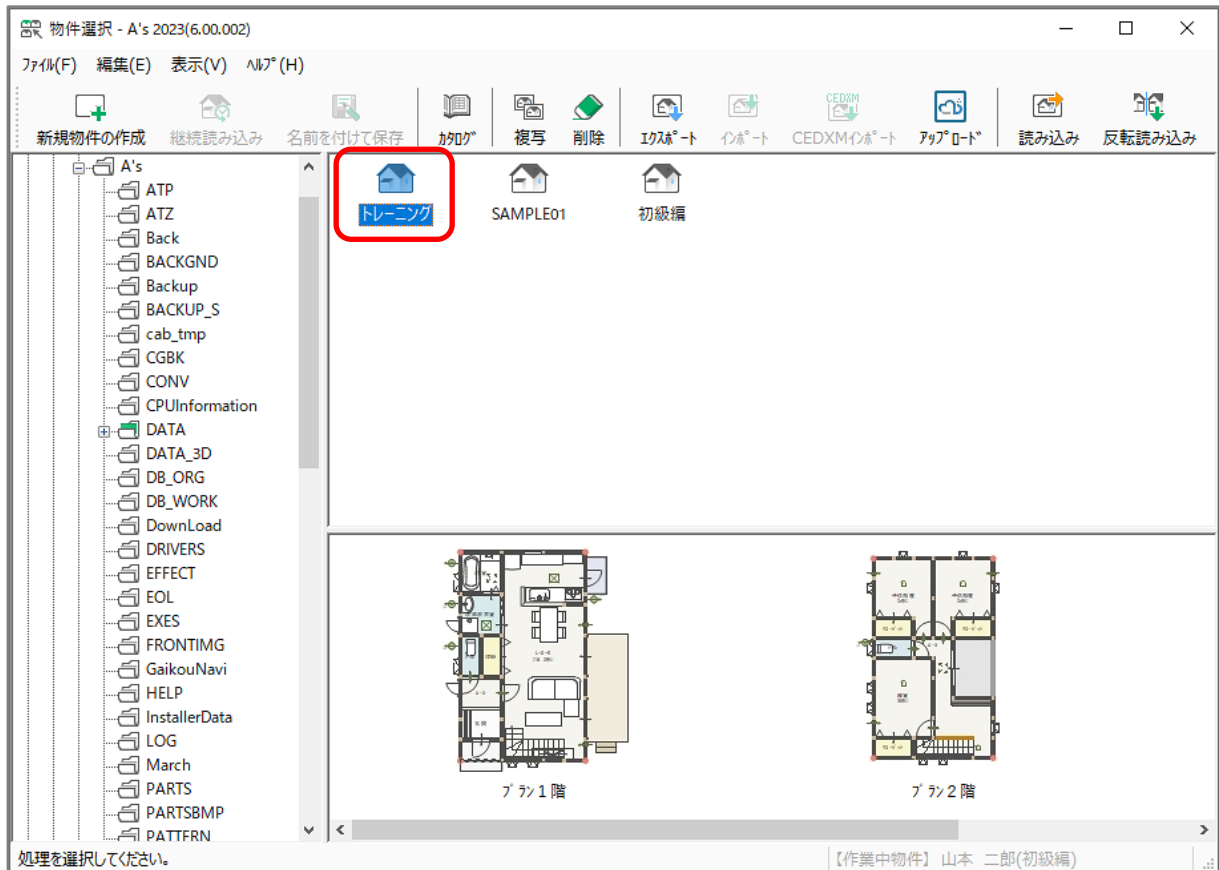 物件選択 - A's 2023(6.00.002)
ﾌｧｲﾙ(F) 編集(E) 表示(V) ﾍﾙﾌﾟ(H)
新規物件の作成 継続読み込み 名前を付けて保存 ｶﾀﾛｸﾞ 複写 削除 ｴｸｽﾎﾟｰﾄ ｲﾝﾎﾟｰﾄ CEDXM CEDXMｲﾝﾎﾟｰﾄ ｱｯﾌﾟﾛｰﾄﾞ 読み込み 反転読み込み
A's
ATP
ATZ
Back
BACKGND
Backup
BACKUP_S
cab_tmp
CGBK
CONV
CPUInformation
DATA
DATA_3D
DB_ORG
DB_WORK
DownLoad
DRIVERS
EFFECT
EOL
EXES
FRONTIMG
GaikouNavi
HELP
InstallerData
LOG
March
PARTS
PARTSBMP
PATTERN
トレーニング SAMPLE01 初級編
ﾌﾟﾗﾝ1階 ﾌﾟﾗﾝ2階
処理を選択してください。 【作業中物件】 山本 二郎(初級編)